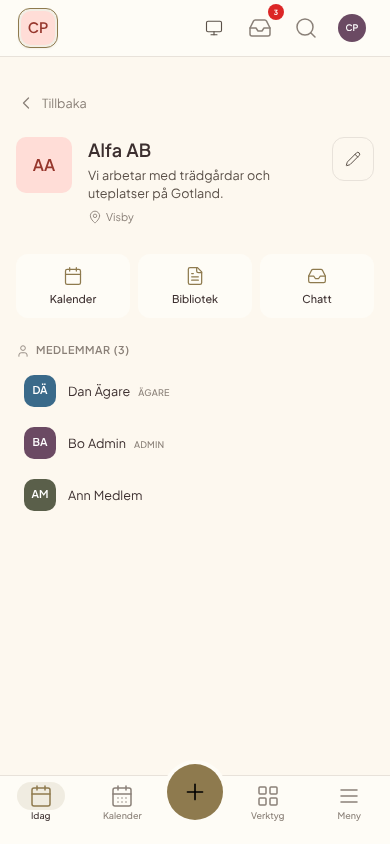 CP
3
CP
Tillbaka
AA
Alfa AB
Vi arbetar med trädgårdar och
uteplatser på Gotland.
Visby
Kalender
Bibliotek
Chatt
MEDLEMMAR (3)
DÄ
Dan Ägare ÄGARE
BA
Bo Admin ADMIN
AM
Ann Medlem
Idag
Kalender
Verktyg
Meny